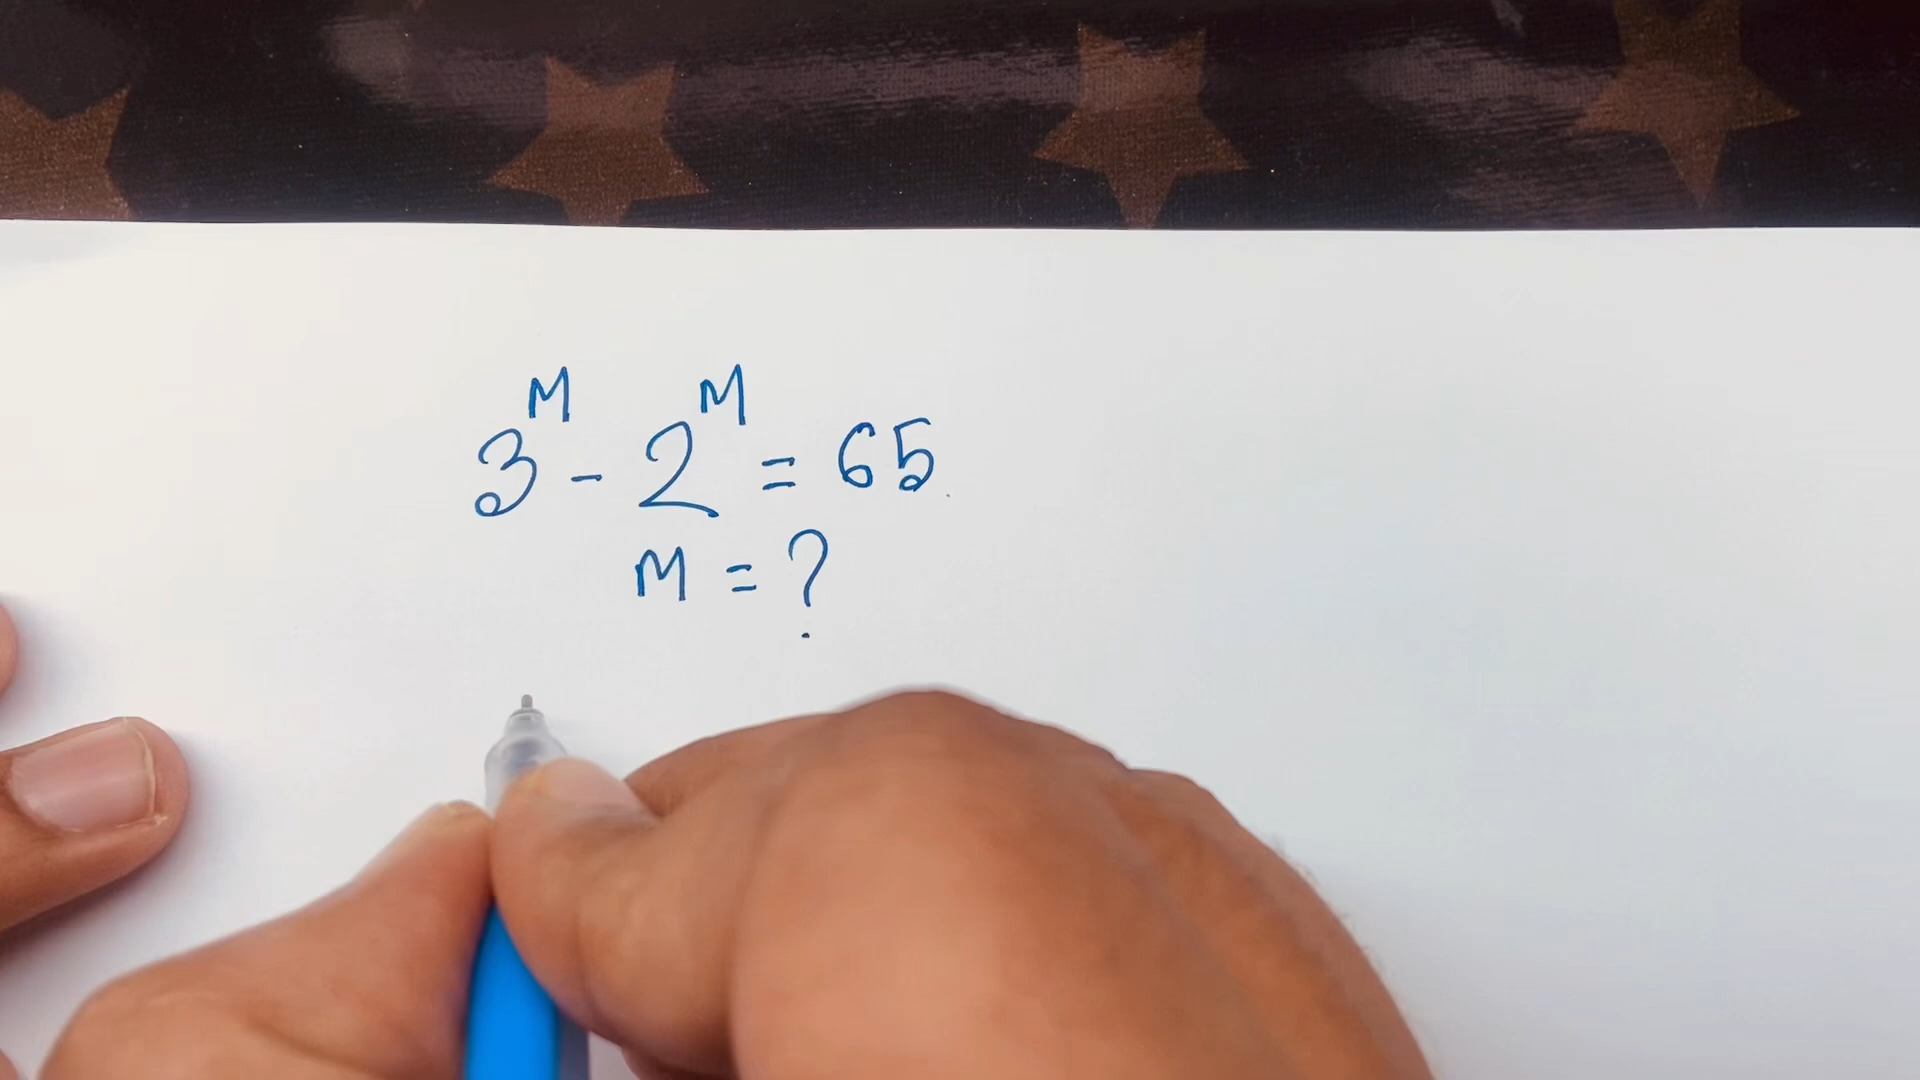 3^M - 2^M = 65
M = ?